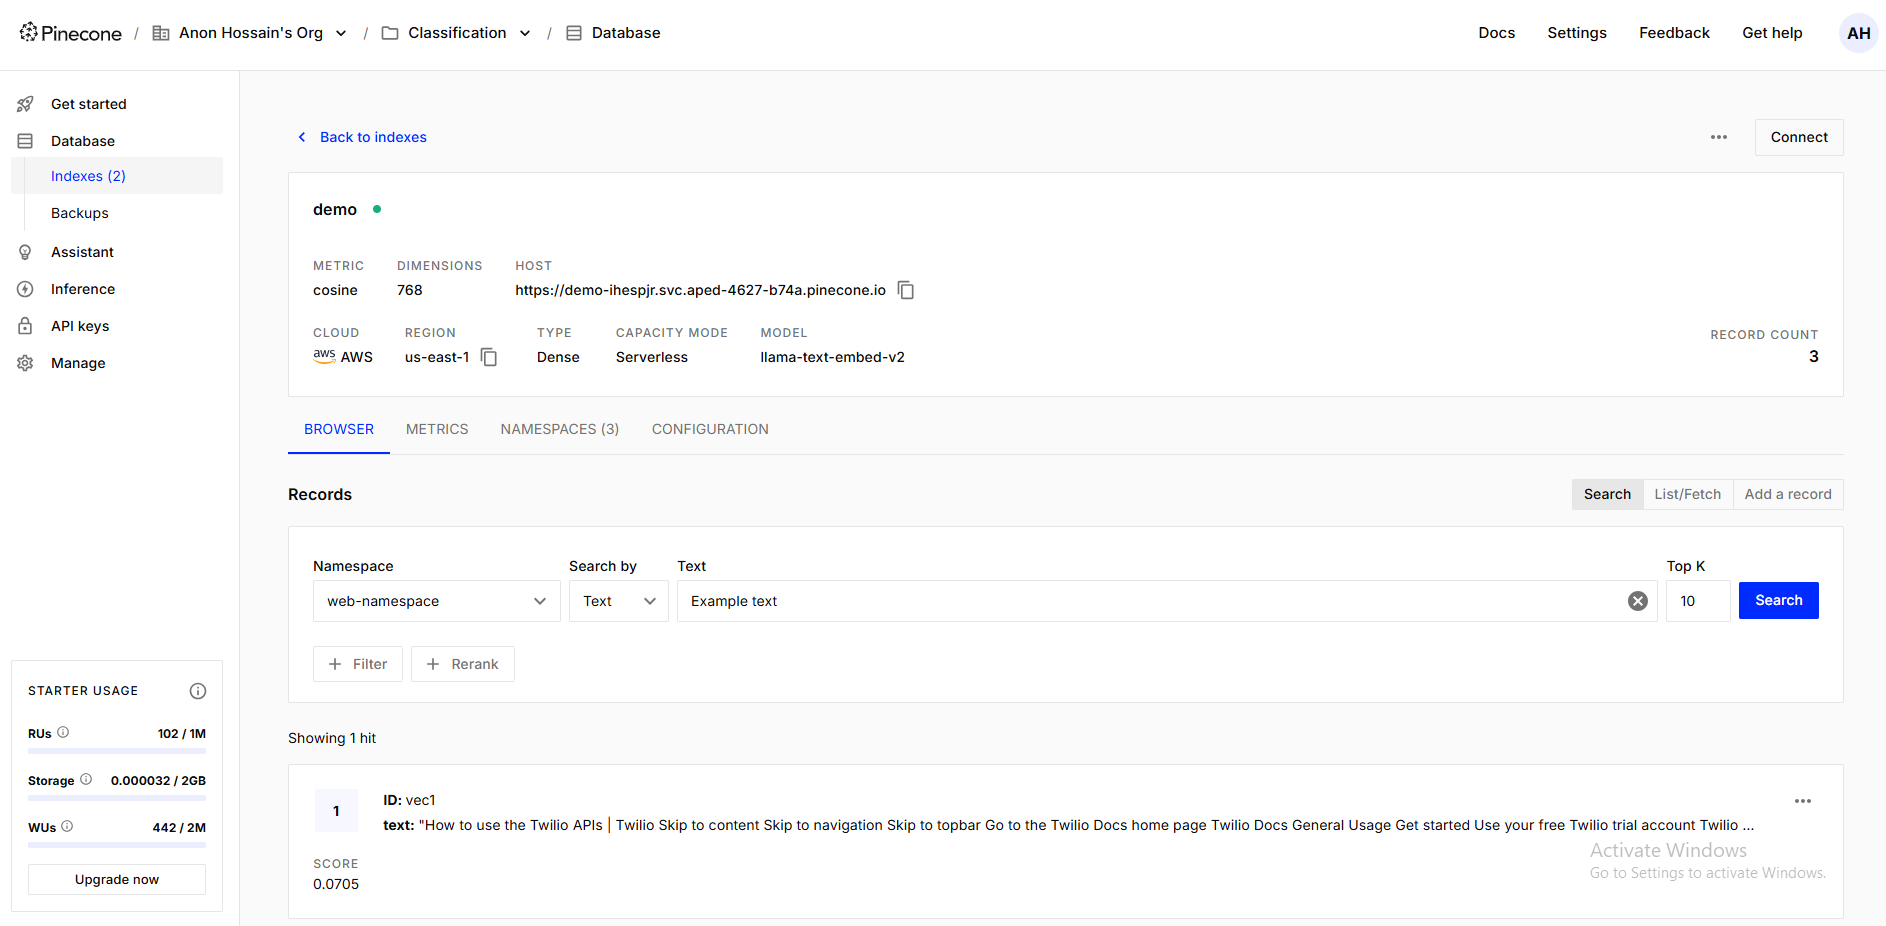 Pinecone / Anon Hossain's Org / Classification / Database
Docs Settings Feedback Get help AH
Get started
Database
Indexes (2)
Backups
Assistant
Inference
API keys
Manage
STARTER USAGE
RUs 102 / 1M
Storage 0.000032 / 2GB
WUs 442 / 2M
Upgrade now
Back to indexes
Connect
demo
METRIC DIMENSIONS HOST
cosine 768 https://demo-ihespjr.svc.aped-4627-b74a.pinecone.io
CLOUD REGION TYPE CAPACITY MODE MODEL RECORD COUNT
aws AWS us-east-1 Dense Serverless llama-text-embed-v2 3
BROWSER METRICS NAMESPACES (3) CONFIGURATION
Records
Search List/Fetch Add a record
Namespace Search by Text Top K
web-namespace Text Example text 10 Search
+ Filter + Rerank
Showing 1 hit
1
ID: vec1
text: "How to use the Twilio APIs | Twilio Skip to content Skip to navigation Skip to topbar Go to the Twilio Docs home page Twilio Docs General Usage Get started Use your free Twilio trial account Twilio ...
SCORE
0.0705
Activate Windows
Go to Settings to activate Windows.